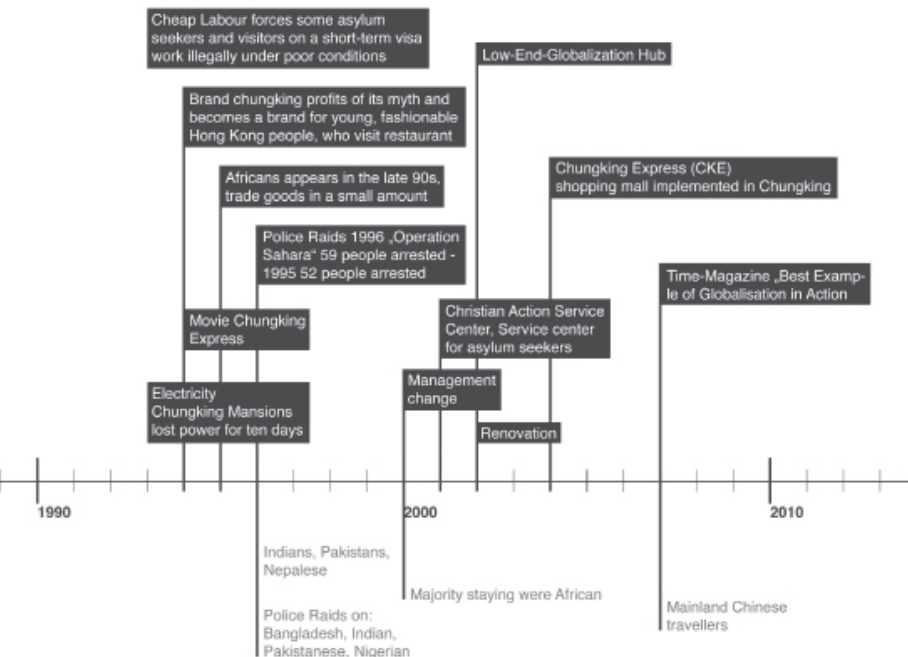 Cheap Labour forces some asylum
seekers and visitors on a short-term visa
work illegally under poor conditions
Low-End-Globalization Hub
Brand chungking profits of its myth and
becomes a brand for young, fashionable
Hong Kong people, who visit restaurant
Chungking Express (CKE)
shopping mall implemented in Chungking
Africans appears in the late 90s,
trade goods in a small amount
Police Raids 1996 „Operation
Sahara“ 59 people arrested -
1995 52 people arrested
Time-Magazine „Best Examp-
le of Globalisation in Action
Movie Chungking
Express
Christian Action Service
Center, Service center
for asylum seekers
Management
change
Electricity
Chungking Mansions
lost power for ten days
Renovation
1990
2000
2010
Indians, Pakistans,
Nepalese
Majority staying were African
Mainland Chinese
travellers
Police Raids on:
Bangladesh, Indian,
Pakistanese, Nigerian